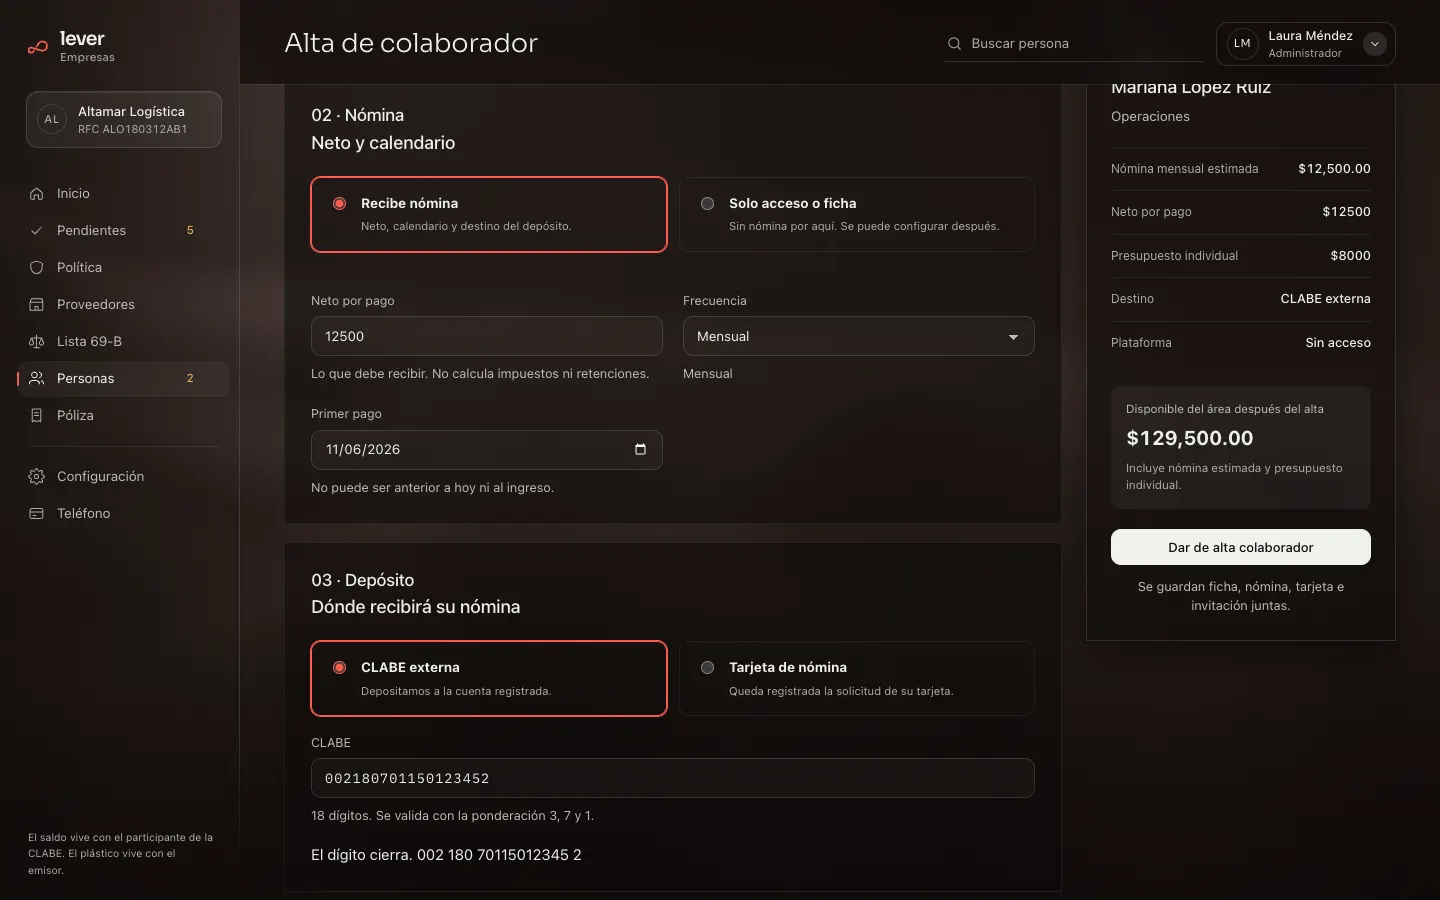 lever
Empresas
AL
Altamar Logística
RFC ALO180312AB1
Inicio
Pendientes 5
Política
Proveedores
Lista 69-B
Personas 2
Póliza
Configuración
Teléfono
El saldo vive con el participante de la
CLABE. El plástico vive con el
emisor.
Alta de colaborador
Buscar persona
LM
Laura Méndez
Administrador
02 · Nómina
Neto y calendario
Recibe nómina
Neto, calendario y destino del depósito.
Solo acceso o ficha
Sin nómina por aquí. Se puede configurar después.
Neto por pago
12500
Lo que debe recibir. No calcula impuestos ni retenciones.
Frecuencia
Mensual
Mensual
Primer pago
11/06/2026
No puede ser anterior a hoy ni al ingreso.
03 · Depósito
Dónde recibirá su nómina
CLABE externa
Depositamos a la cuenta registrada.
Tarjeta de nómina
Queda registrada la solicitud de su tarjeta.
CLABE
002180701150123452
18 dígitos. Se valida con la ponderación 3, 7 y 1.
El dígito cierra. 002 180 70115012345 2
Mariana López Ruiz
Operaciones
Nómina mensual estimada $12,500.00
Neto por pago $12500
Presupuesto individual $8000
Destino CLABE externa
Plataforma Sin acceso
Disponible del área después del alta
$129,500.00
Incluye nómina estimada y presupuesto
individual.
Dar de alta colaborador
Se guardan ficha, nómina, tarjeta e
invitación juntas.